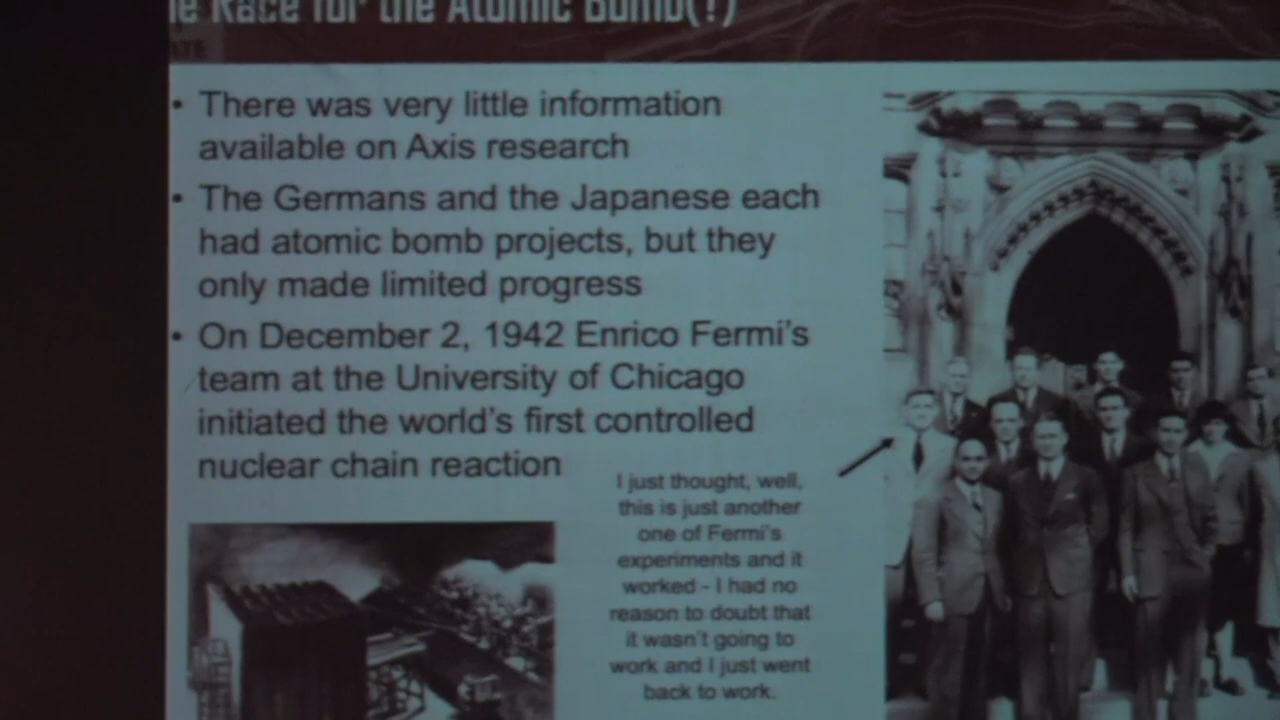 e Race for the Atomic Bomb(?)
• There was very little information
available on Axis research
• The Germans and the Japanese each
had atomic bomb projects, but they
only made limited progress
• On December 2, 1942 Enrico Fermi's
team at the University of Chicago
initiated the world's first controlled
nuclear chain reaction
I just thought, well,
this is just another
one of Fermi's
experiments and it
worked - I had no
reason to doubt that
it wasn't going to
work and I just went
back to work.